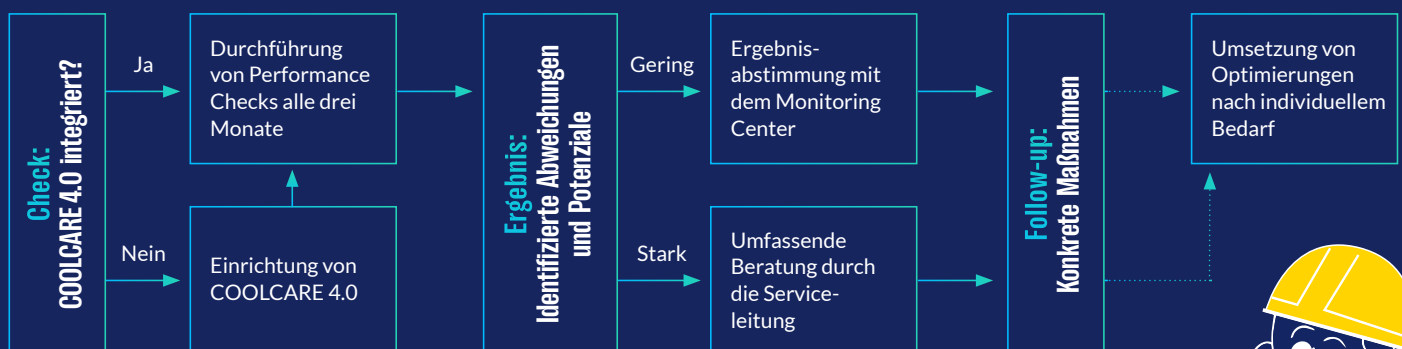 Check:
COOLCARE 4.0 integriert?
Ja
Nein
Durchführung
von Performance
Checks alle drei
Monate
Einrichtung von
COOLCARE 4.0
Ergebnis:
Identifizierte Abweichungen
und Potenziale
Gering
Stark
Ergebnis-
abstimmung mit
dem Monitoring
Center
Umfassende
Beratung durch
die Service-
leitung
Follow-up:
Konkrete Maßnahmen
Umsetzung von
Optimierungen
nach individuellem
Bedarf